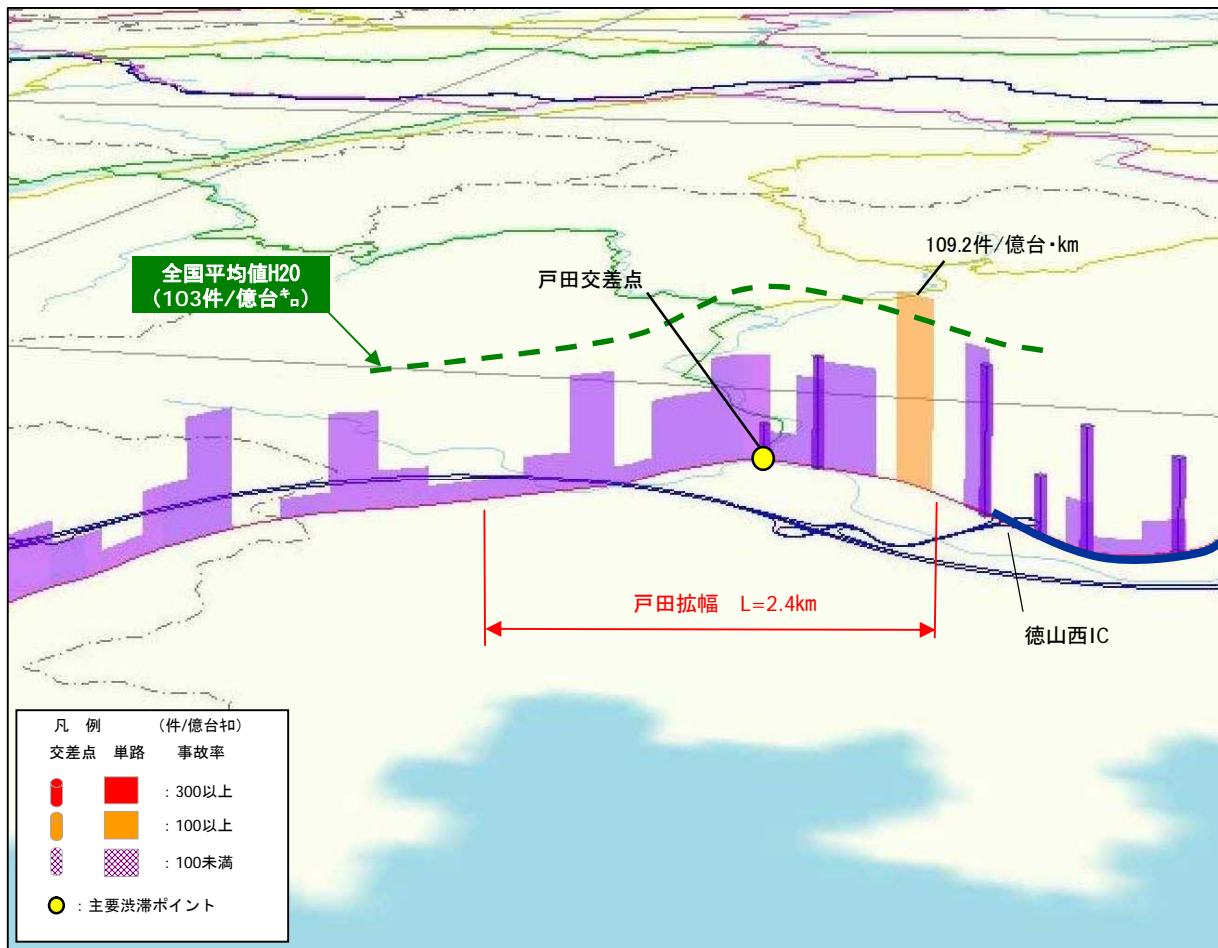 109.2件/億台・km
全国平均値H20
(103件/億台㌔)
戸田交差点
戸田拡幅 L=2.4km
徳山西IC
凡 例 (件/億台㌔)
交差点 単路 事故率
：300以上
：100以上
：100未満
：主要渋滞ポイント